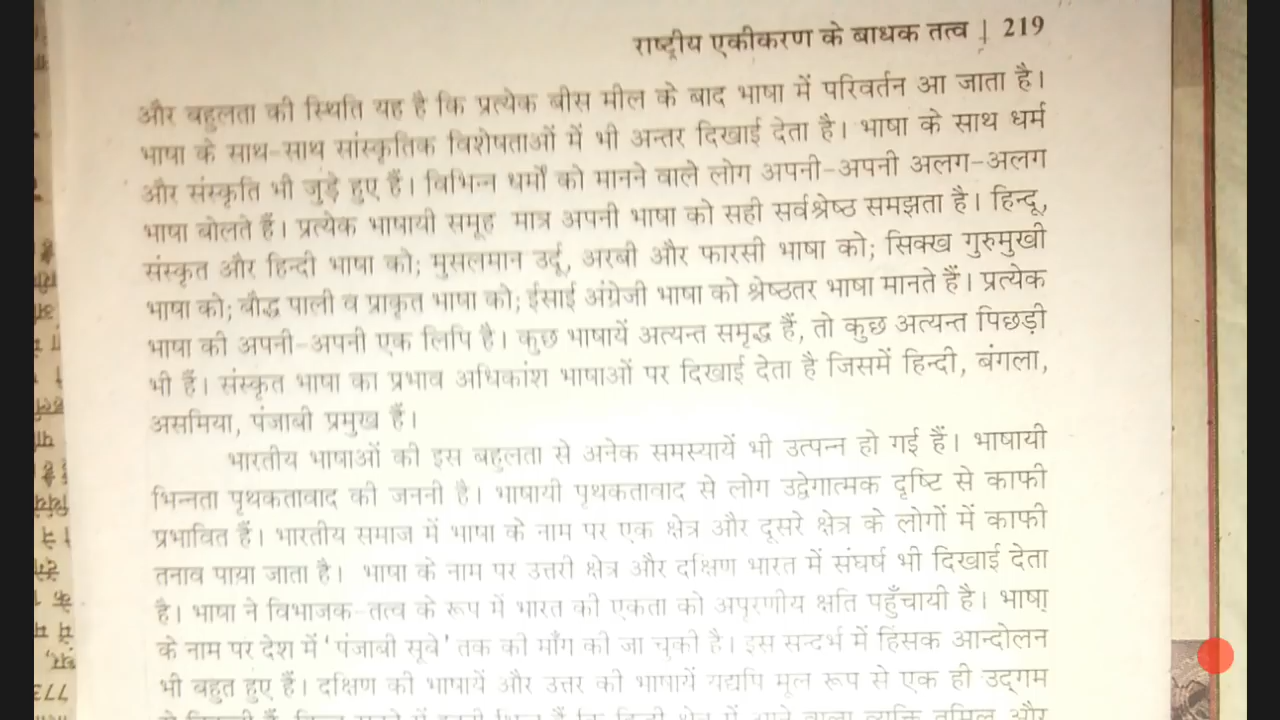 राष्ट्रीय एकीकरण के बाधक तत्व | 219
और बहुलता की स्थिति यह है कि प्रत्येक बीस मील के बाद भाषा में परिवर्तन आ जाता है।
भाषा के साथ-साथ सांस्कृतिक विशेषताओं में भी अन्तर दिखाई देता है। भाषा के साथ धर्म
और संस्कृति भी जुड़े हुए हैं। विभिन्न धर्मों को मानने वाले लोग अपनी-अपनी अलग-अलग
भाषा बोलते हैं। प्रत्येक भाषायी समूह मात्र अपनी भाषा को सही सर्वश्रेष्ठ समझता है। हिन्दू,
संस्कृत और हिन्दी भाषा को; मुसलमान उर्दू, अरबी और फारसी भाषा को; सिक्ख गुरुमुखी
भाषा को; बौद्ध पाली व प्राकृत भाषा को; ईसाई अंग्रेजी भाषा को श्रेष्ठतर भाषा मानते हैं। प्रत्येक
भाषा की अपनी-अपनी एक लिपि है। कुछ भाषायें अत्यन्त समृद्ध हैं, तो कुछ अत्यन्त पिछड़ी
भी हैं। संस्कृत भाषा का प्रभाव अधिकांश भाषाओं पर दिखाई देता है जिसमें हिन्दी, बंगला,
असमिया, पंजाबी प्रमुख हैं।
भारतीय भाषाओं की इस बहुलता से अनेक समस्यायें भी उत्पन्न हो गई हैं। भाषायी
भिन्नता पृथकतावाद की जननी है। भाषायी पृथकतावाद से लोग उद्वेगात्मक दृष्टि से काफी
प्रभावित हैं। भारतीय समाज में भाषा के नाम पर एक क्षेत्र और दूसरे क्षेत्र के लोगों में काफी
तनाव पाया जाता है। भाषा के नाम पर उत्तरी क्षेत्र और दक्षिण भारत में संघर्ष भी दिखाई देता
है। भाषा ने विभाजक-तत्व के रूप में भारत की एकता को अपूरणीय क्षति पहुँचायी है। भाषा
के नाम पर देश में 'पंजाबी सूबे' तक की माँग की जा चुकी है। इस सन्दर्भ में हिंसक आन्दोलन
भी बहुत हुए हैं। दक्षिण की भाषायें और उत्तर की भाषायें यद्यपि मूल रूप से एक ही उद्गम